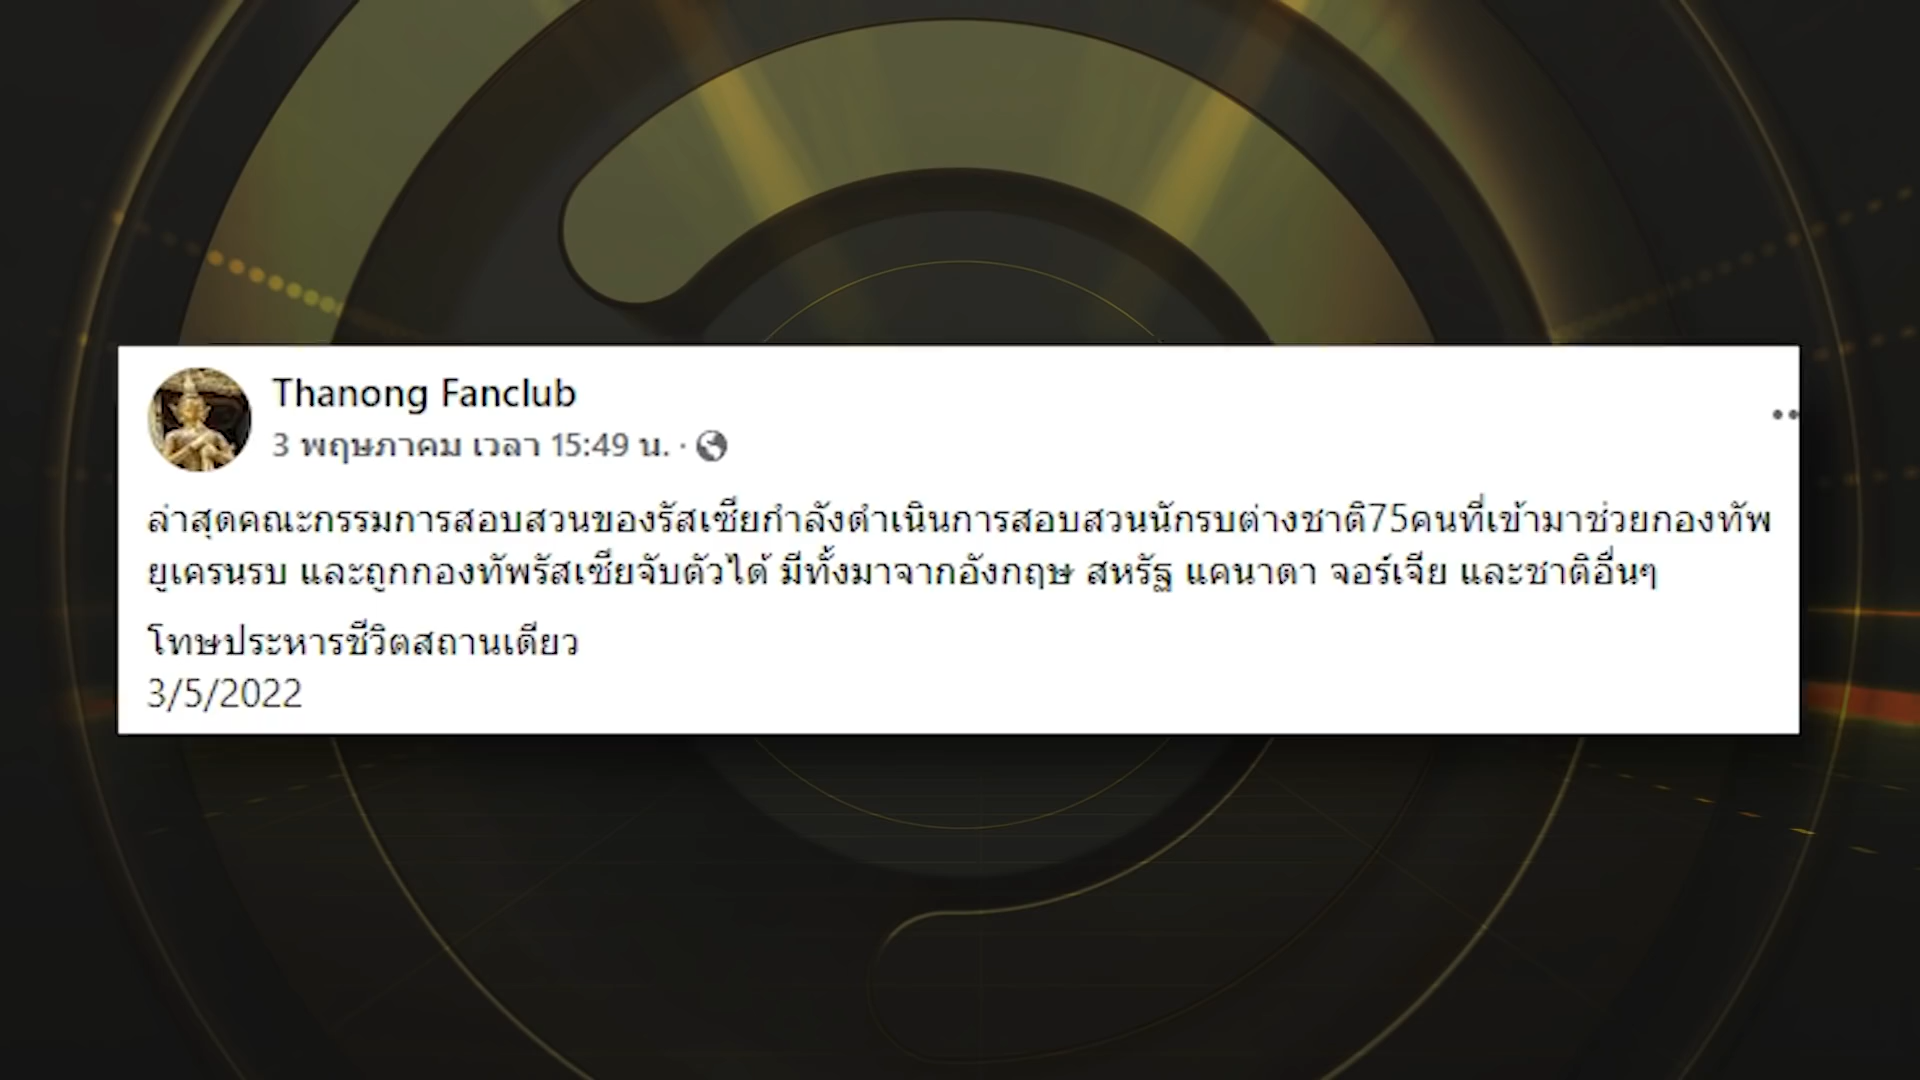 Thanong Fanclub
3 พฤษภาคม เวลา 15:49 น. ·
ล่าสุดคณะกรรมการสอบสวนของรัสเซียกำลังดำเนินการสอบสวนนักรบต่างชาติ75คนที่เข้ามาช่วยกองทัพ
ยูเครนรบ และถูกกองทัพรัสเซียจับตัวได้ มีทั้งมาจากอังกฤษ สหรัฐ แคนาดา จอร์เจีย และชาติอื่นๆ
โทษประหารชีวิตสถานเดียว
3/5/2022